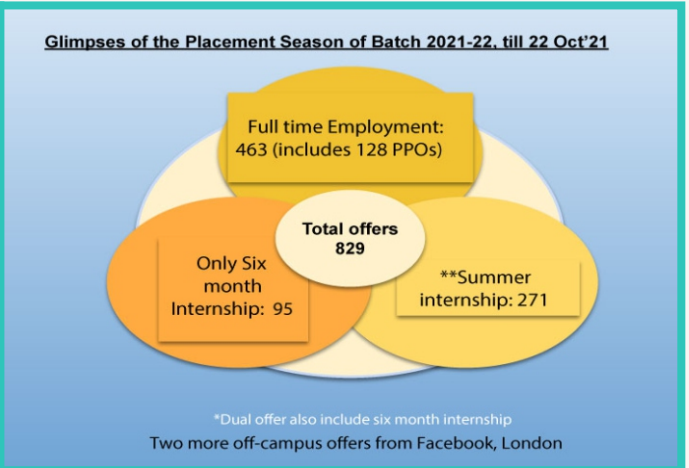 Glimpses of the Placement Season of Batch 2021-22, till 22 Oct'21
Full time Employment:
463 (includes 128 PPOs)
Total offers
829
Only Six
month
Internship: 95
**Summer
internship: 271
*Dual offer also include six month internship
Two more off-campus offers from Facebook, London